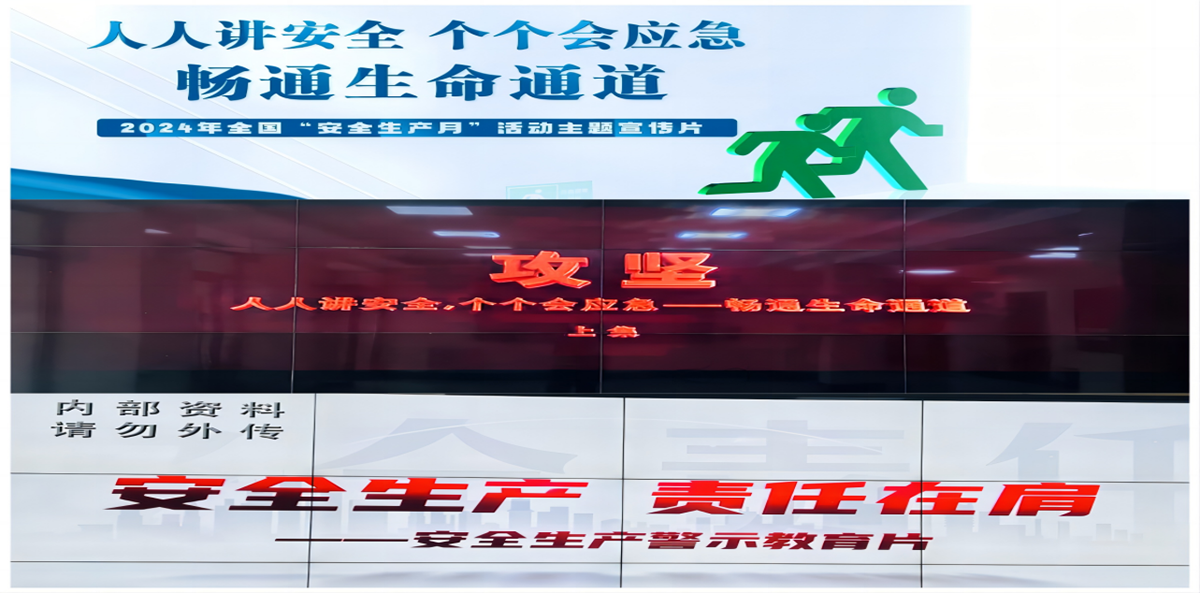 人人讲安全 个个会应急
畅通生命通道
2024年全国“安全生产月”活动主题宣传片
攻坚
人人讲安全,个个会应急——畅通生命通道
上集
内部资料
请勿外传
安全生产 责任在肩
——安全生产警示教育片